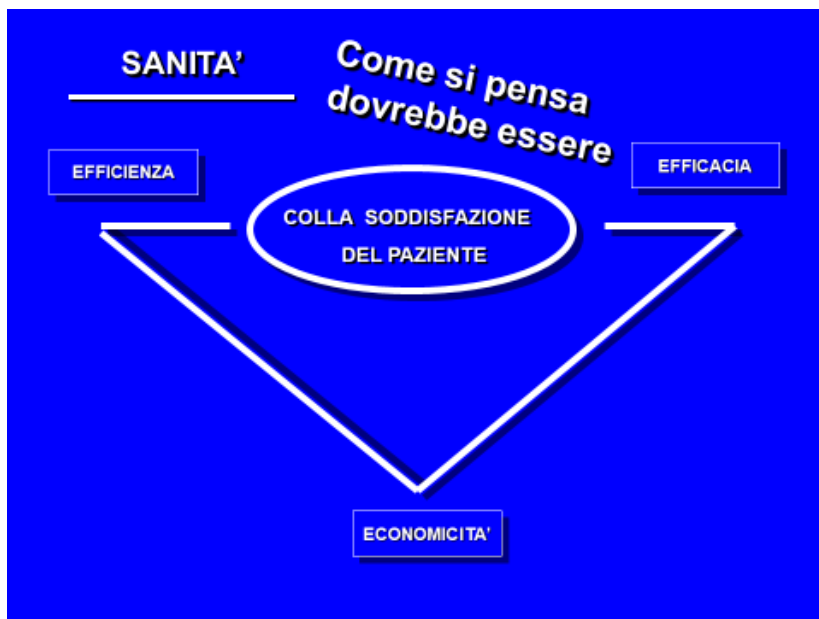 SANITA’
Come si pensa
dovrebbe essere
EFFICIENZA
EFFICACIA
COLLA SODDISFAZIONE
DEL PAZIENTE
ECONOMICITA’